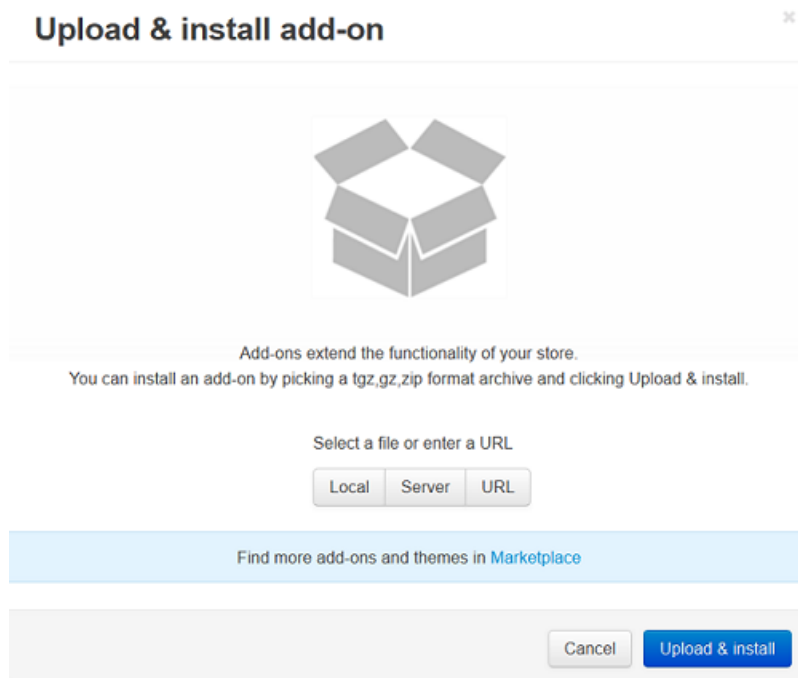 Upload & install add-on
×
Add-ons extend the functionality of your store.
You can install an add-on by picking a tgz,gz,zip format archive and clicking Upload & install.
Select a file or enter a URL
Local Server URL
Find more add-ons and themes in Marketplace
Cancel Upload & install